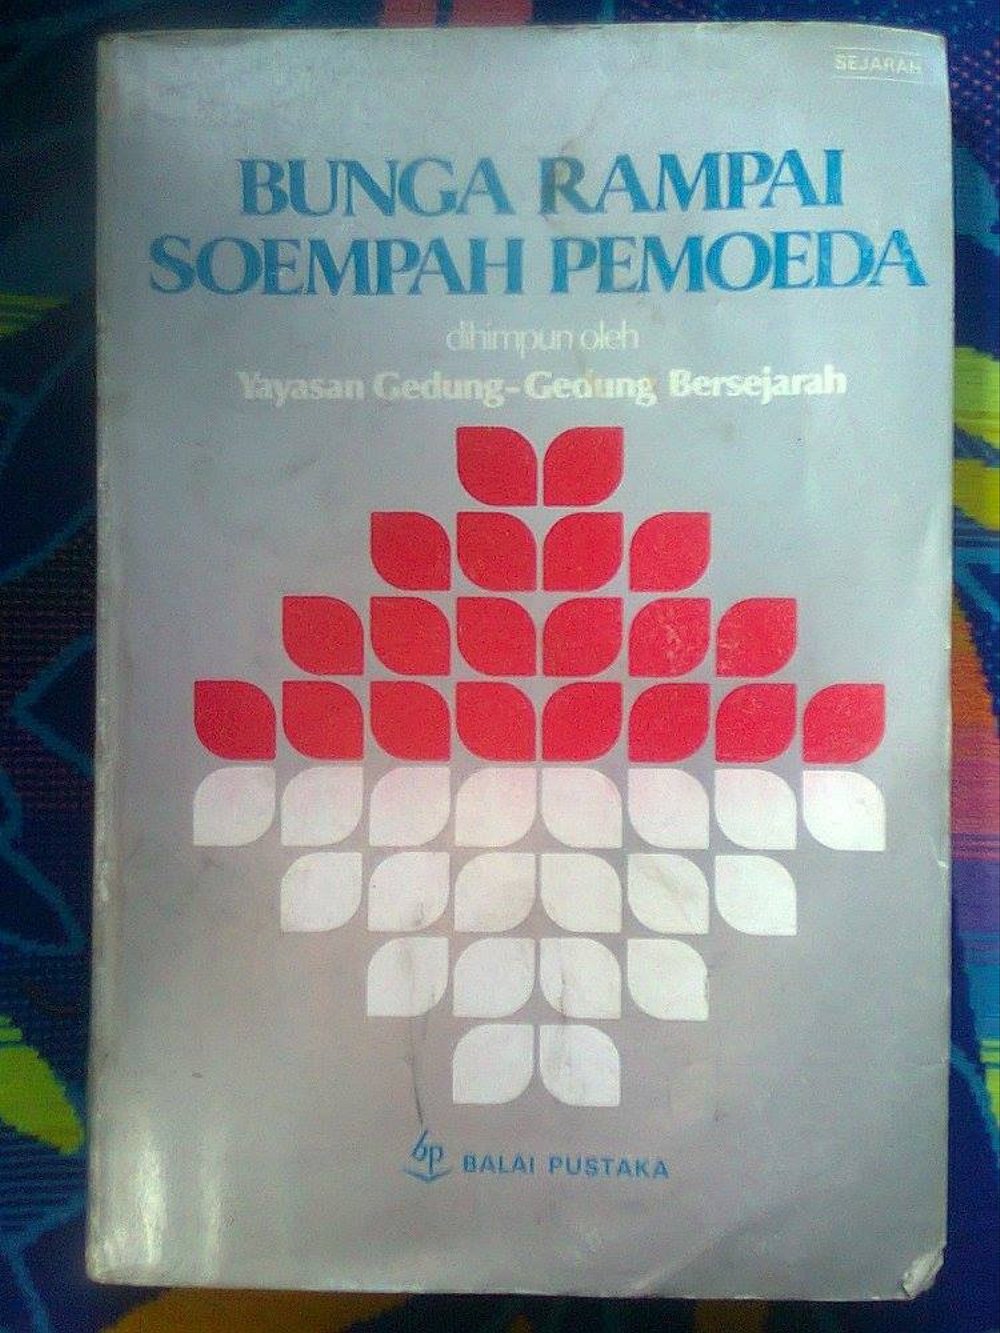 SEJARAH
BUNGA RAMPAI
SOEMPAH PEMOEDA
dihimpun oleh
Yayasan Gedung-Gedung Bersejarah
bp BALAI PUSTAKA